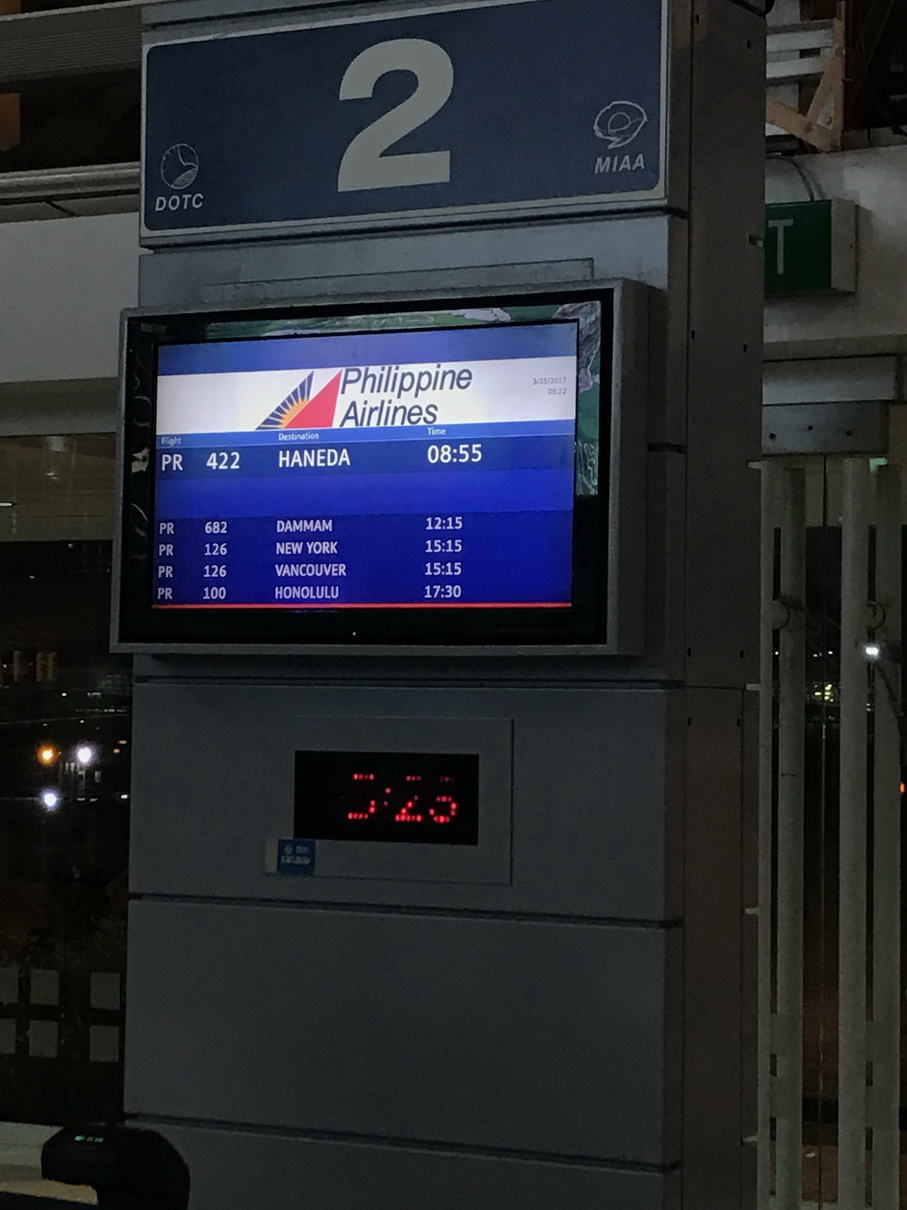 2
DOTC
MIAA
T
Philippine
Airlines
3/25/2017
05:22
Flight Destination Time
PR 422 HANEDA 08:55
PR 682 DAMMAM 12:15
PR 126 NEW YORK 15:15
PR 126 VANCOUVER 15:15
PR 100 HONOLULU 17:30